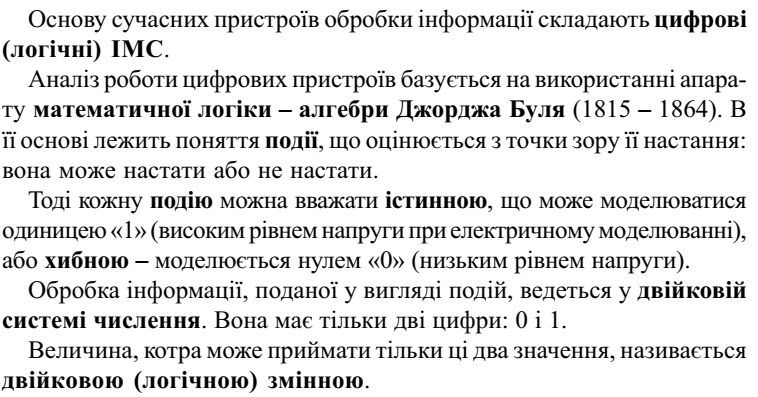 Основу сучасних пристроїв обробки інформації складають цифрові
(логічні) ІМС.
Аналіз роботи цифрових пристроїв базується на використанні апара-
ту математичної логіки – алгебри Джорджа Буля (1815 – 1864). В
її основі лежить поняття події, що оцінюється з точки зору її настання:
вона може настати або не настати.
Тоді кожну подію можна вважати істинною, що може моделюватися
одиницею «1» (високим рівнем напруги при електричному моделюванні),
або хибною – моделюється нулем «0» (низьким рівнем напруги).
Обробка інформації, поданої у вигляді подій, ведеться у двійковій
системі числення. Вона має тільки дві цифри: 0 і 1.
Величина, котра може приймати тільки ці два значення, називається
двійковою (логічною) змінною.